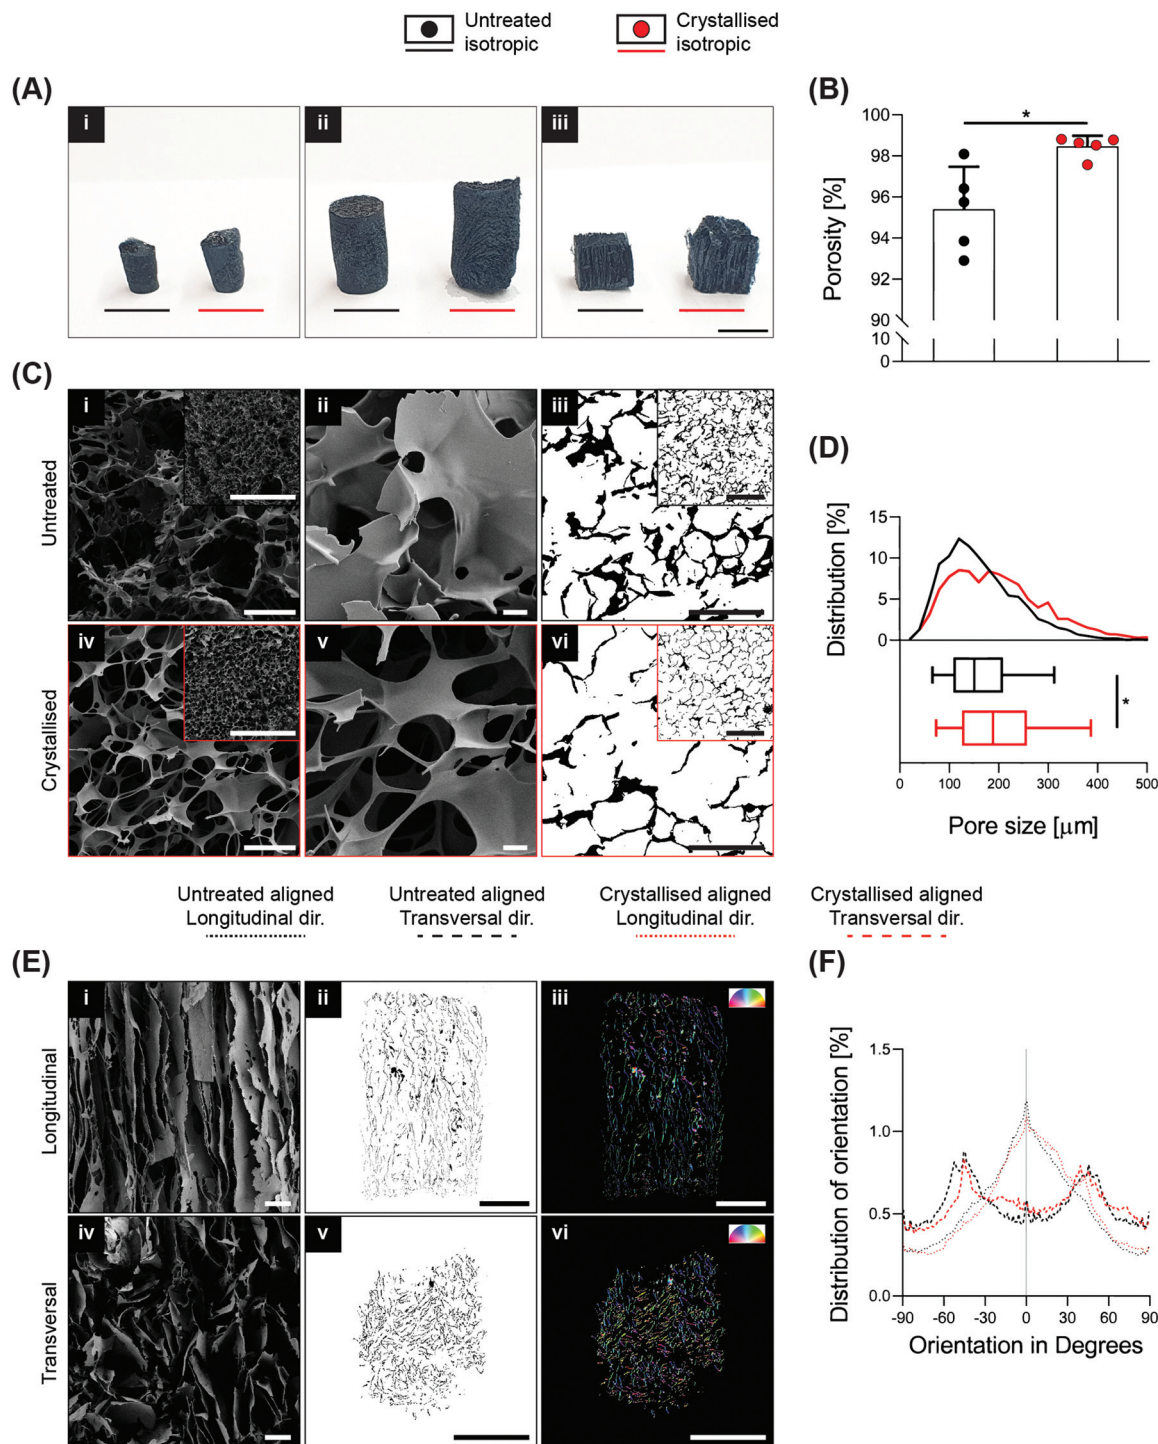 Untreated
isotropic
Crystallised
isotropic
(A)
i
ii
iii
(B)
Porosity [%]
100
98
96
94
92
90
10
0
*
(C)
Untreated
i
ii
iii
Crystallised
iv
v
vi
(D)
Distribution [%]
15
10
5
0
*
0 100 200 300 400 500
Pore size [μm]
Untreated aligned
Longitudinal dir.
Untreated aligned
Transversal dir.
Crystallised aligned
Longitudinal dir.
Crystallised aligned
Transversal dir.
(E)
Longitudinal
i
ii
iii
Transversal
iv
v
vi
(F)
Distribution of orientation [%]
1.5
1.0
0.5
0.0
-90 -60 -30 0 30 60 90
Orientation in Degrees